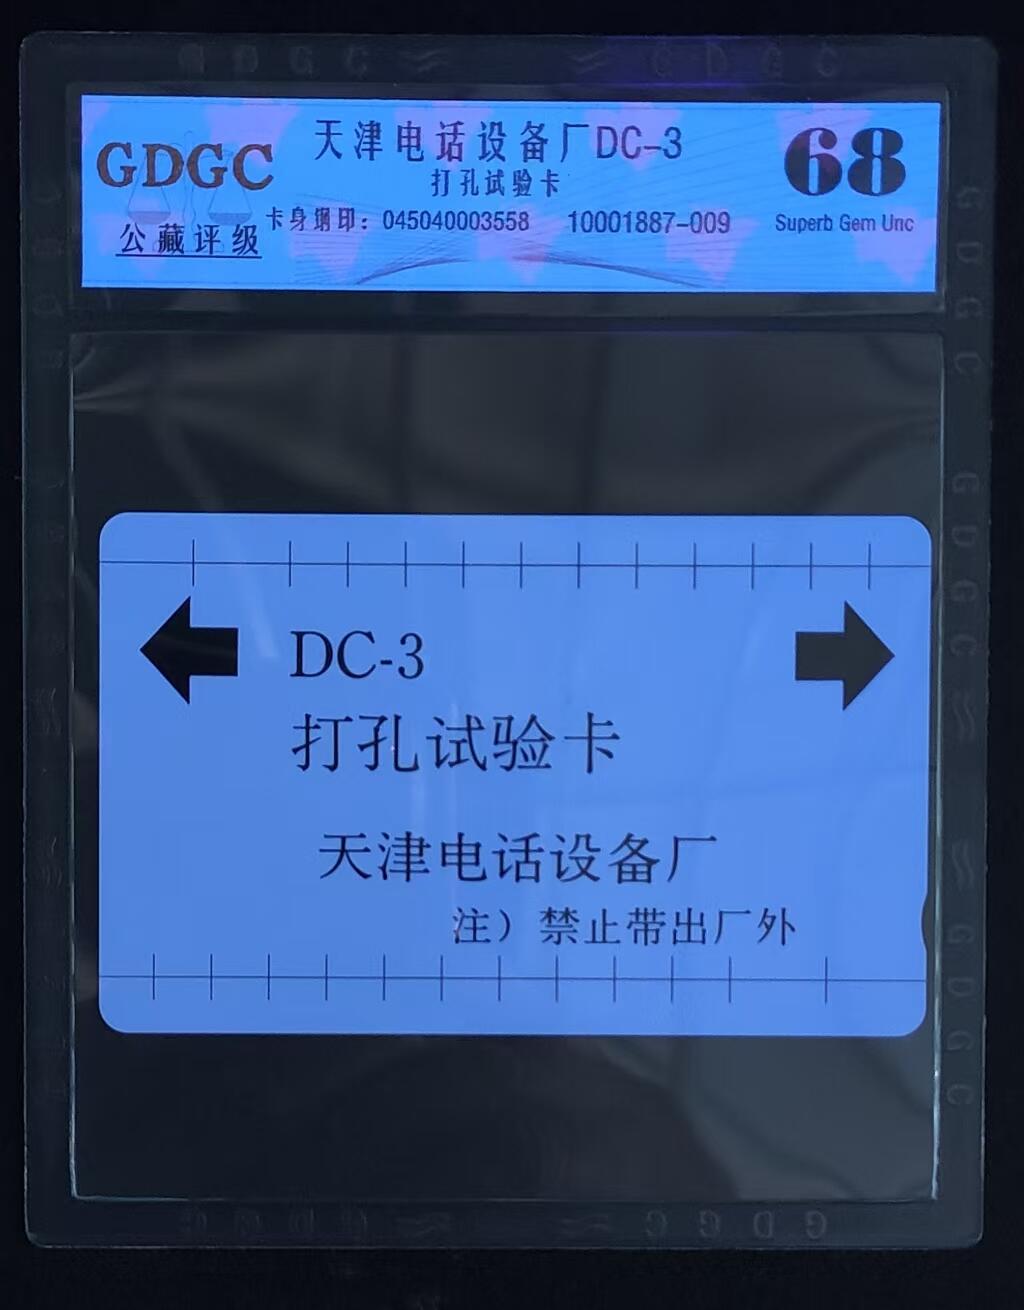 GDGC
公藏评级
天津电话设备厂DC-3
打孔试验卡
卡身钢印：045040003558 10001887-009
68
Superb Gem Unc
DC-3
打孔试验卡
天津电话设备厂
注）禁止带出厂外